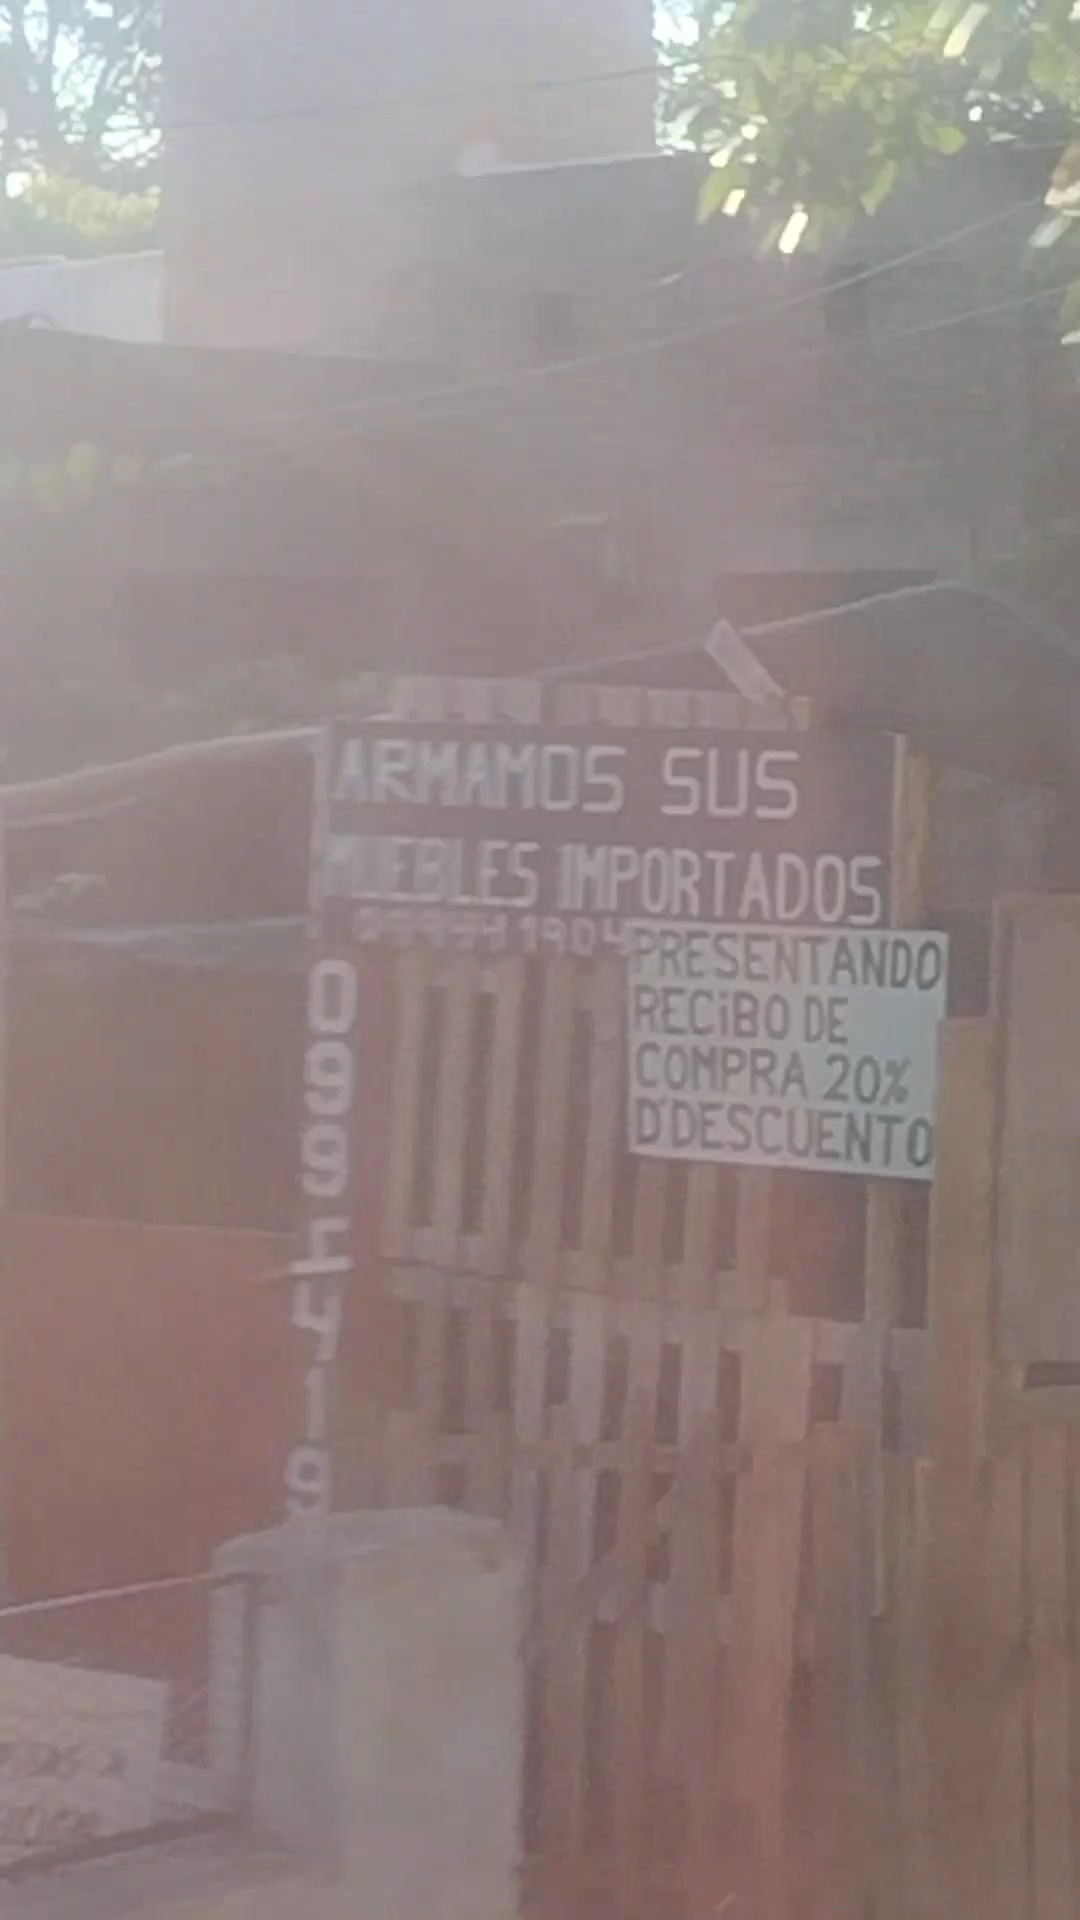 ARMAMOS SUS
MUEBLES IMPORTADOS
PRESENTANDO
RECiBO DE
COMPRA 20%
D'DESCUENTO